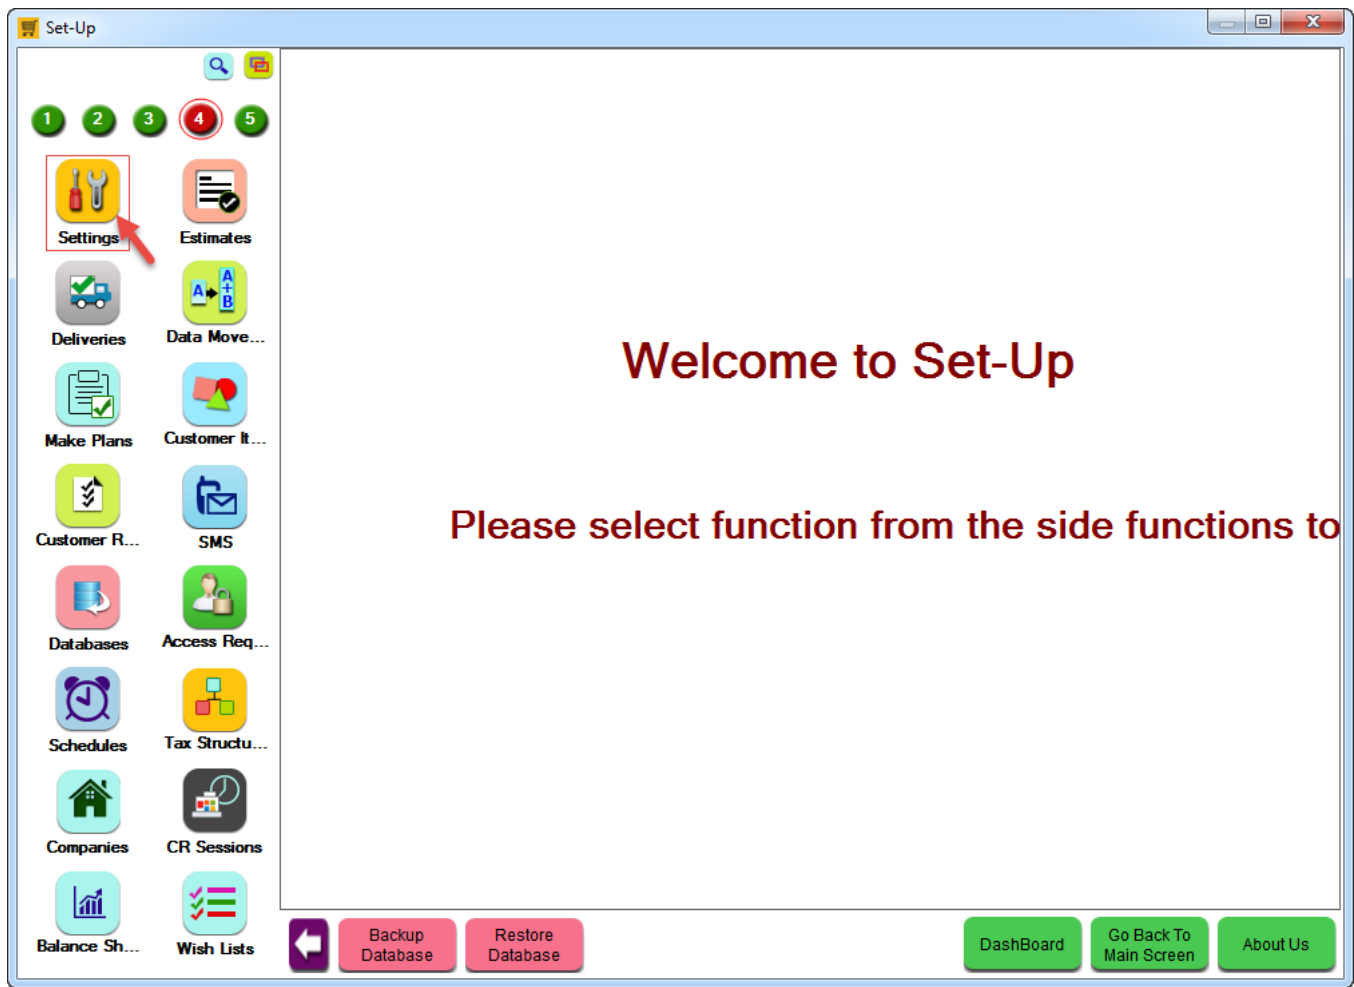 Set-Up
1 2 3 4 5
Settings Estimates
Deliveries Data Move...
Make Plans Customer It...
Customer R... SMS
Databases Access Req...
Schedules Tax Structu...
Companies CR Sessions
Balance Sh... Wish Lists
A A+B
Welcome to Set-Up
Please select function from the side functions to
Backup Database
Restore Database
DashBoard
Go Back To Main Screen
About Us